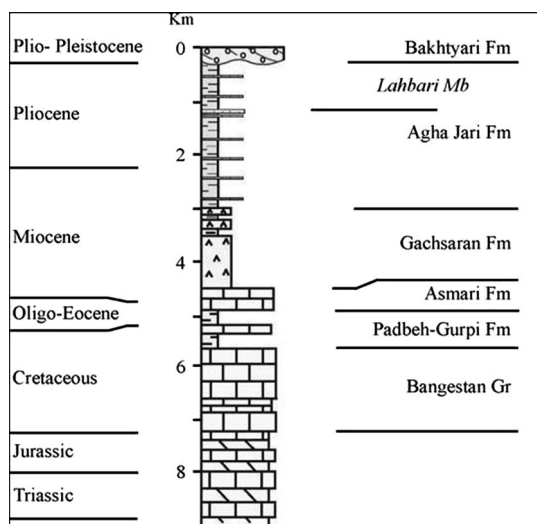 Km
Plio- Pleistocene
0
Bakhtyari Fm
Lahbari Mb
Pliocene
Agha Jari Fm
2
Miocene
Gachsaran Fm
4
Asmari Fm
Oligo-Eocene
Padbeh-Gurpi Fm
6
Cretaceous
Bangestan Gr
Jurassic
8
Triassic